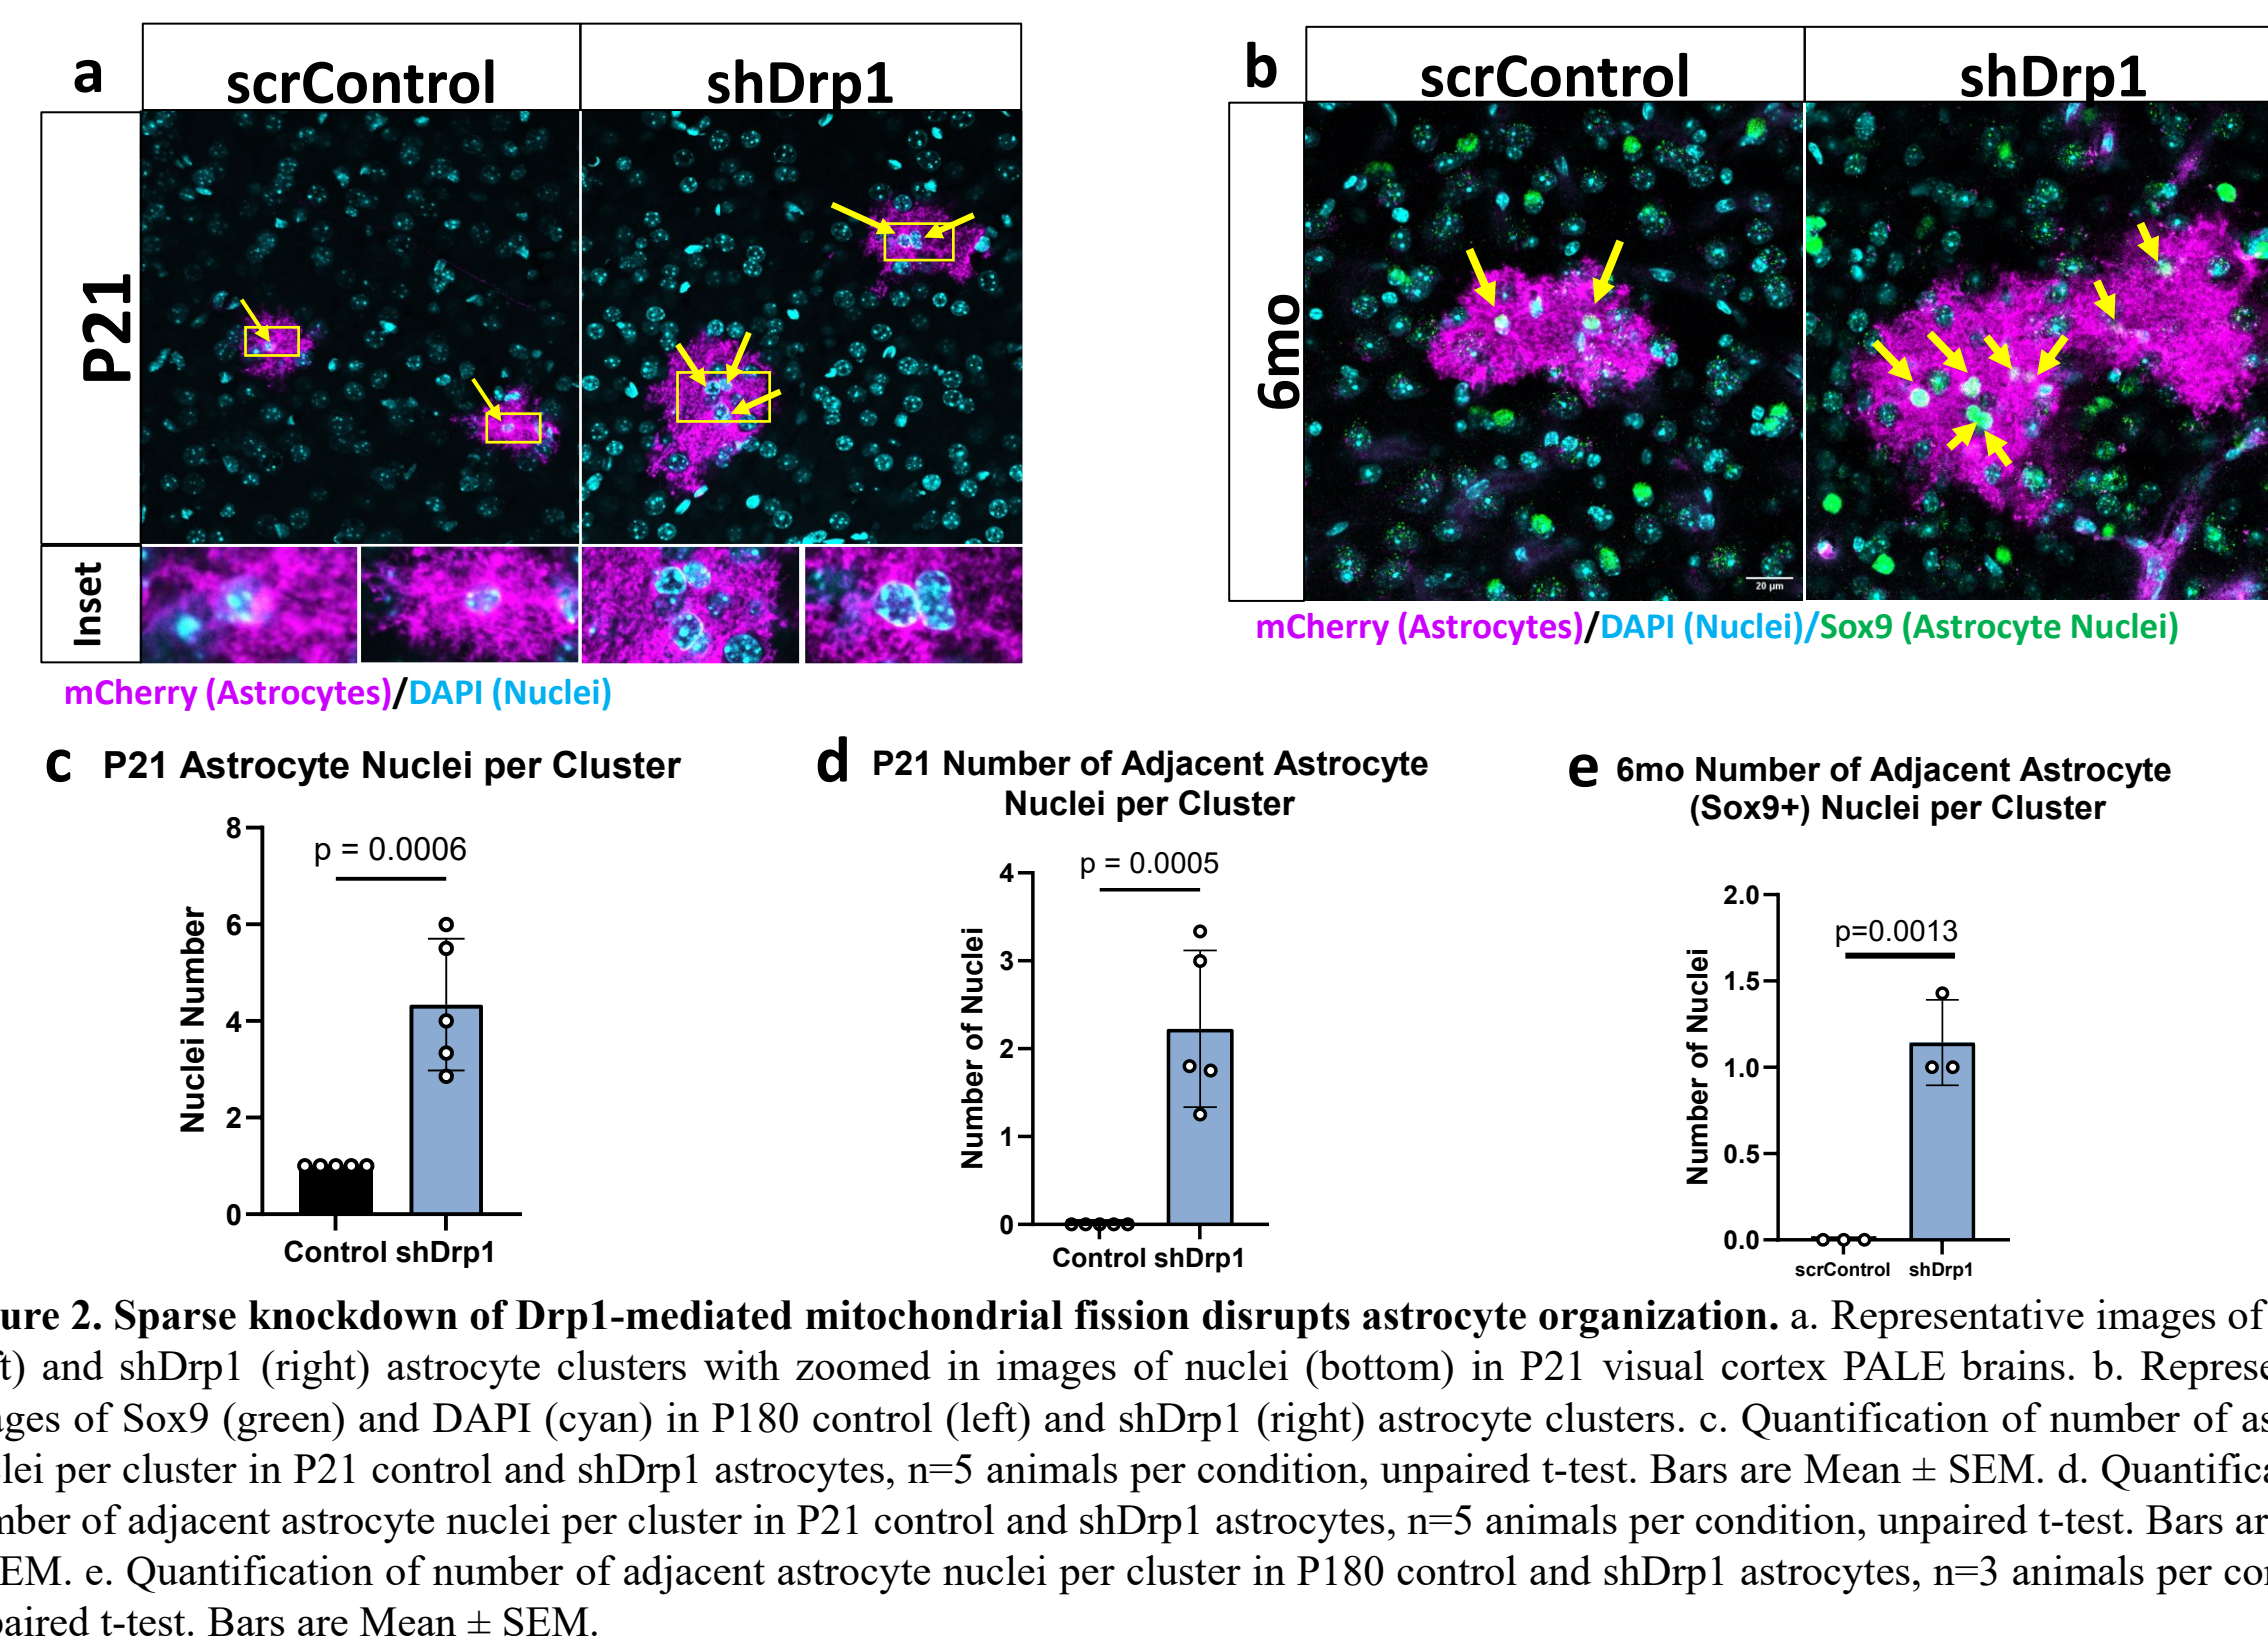 a
scrControl
shDrp1
P21
Inset
mCherry (Astrocytes)/DAPI (Nuclei)
b
scrControl
shDrp1
6mo
20 µm
mCherry (Astrocytes)/DAPI (Nuclei)/Sox9 (Astrocyte Nuclei)
c
P21 Astrocyte Nuclei per Cluster
Nuclei Number
8
6
4
2
0
p = 0.0006
Control shDrp1
d
P21 Number of Adjacent Astrocyte
Nuclei per Cluster
Number of Nuclei
4
3
2
1
0
p = 0.0005
Control shDrp1
e
6mo Number of Adjacent Astrocyte
(Sox9+) Nuclei per Cluster
Number of Nuclei
2.0
1.5
1.0
0.5
0.0
p=0.0013
scrControl shDrp1
ure 2. Sparse knockdown of Drp1-mediated mitochondrial fission disrupts astrocyte organization. a. Representative images of
t) and shDrp1 (right) astrocyte clusters with zoomed in images of nuclei (bottom) in P21 visual cortex PALE brains. b. Represe
ges of Sox9 (green) and DAPI (cyan) in P180 control (left) and shDrp1 (right) astrocyte clusters. c. Quantification of number of as
lei per cluster in P21 control and shDrp1 astrocytes, n=5 animals per condition, unpaired t-test. Bars are Mean ± SEM. d. Quantifica
ber of adjacent astrocyte nuclei per cluster in P21 control and shDrp1 astrocytes, n=5 animals per condition, unpaired t-test. Bars ar
EM. e. Quantification of number of adjacent astrocyte nuclei per cluster in P180 control and shDrp1 astrocytes, n=3 animals per co
paired t-test. Bars are Mean ± SEM.